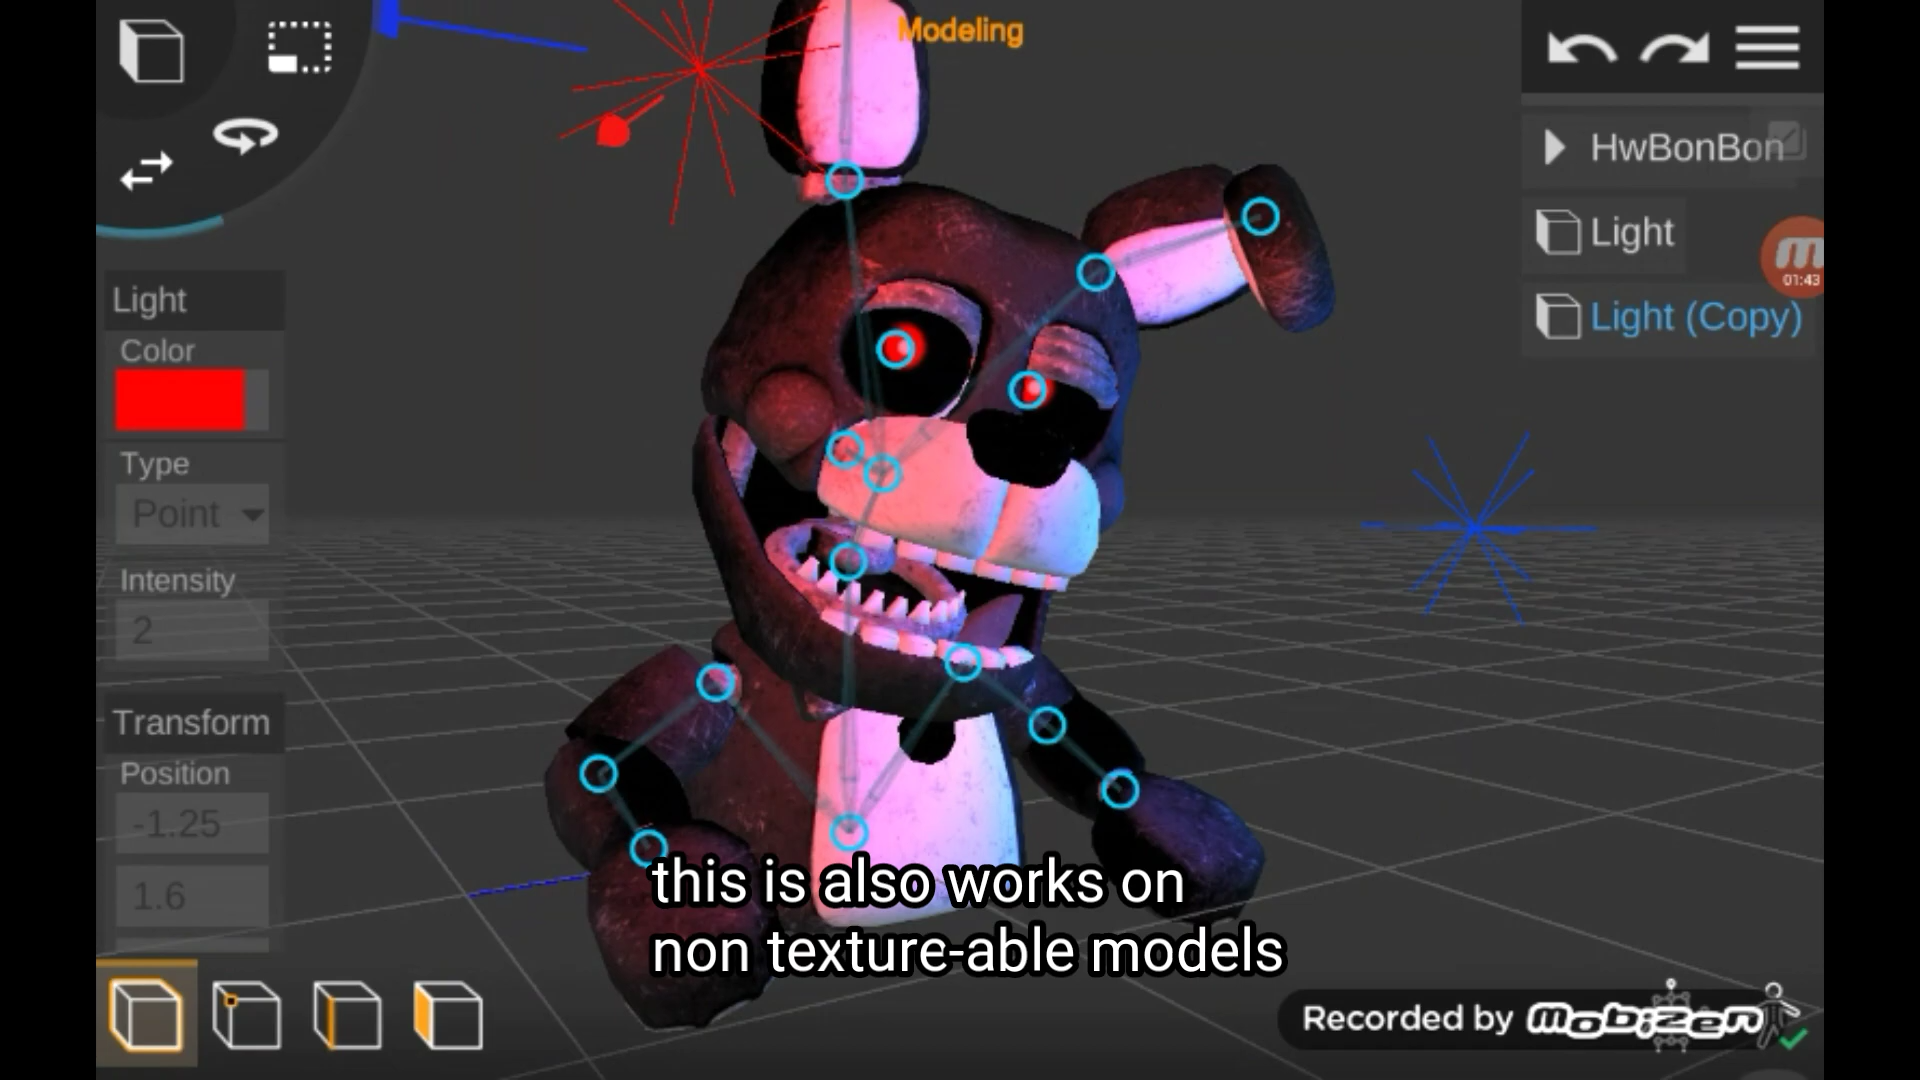 Modeling
HwBonBon
Light
Light (Copy)
01:43
Light
Color
Type
Point
Intensity
2
Transform
Position
-1.25
1.6
this is also works on
non texture-able models
Recorded by mobizen